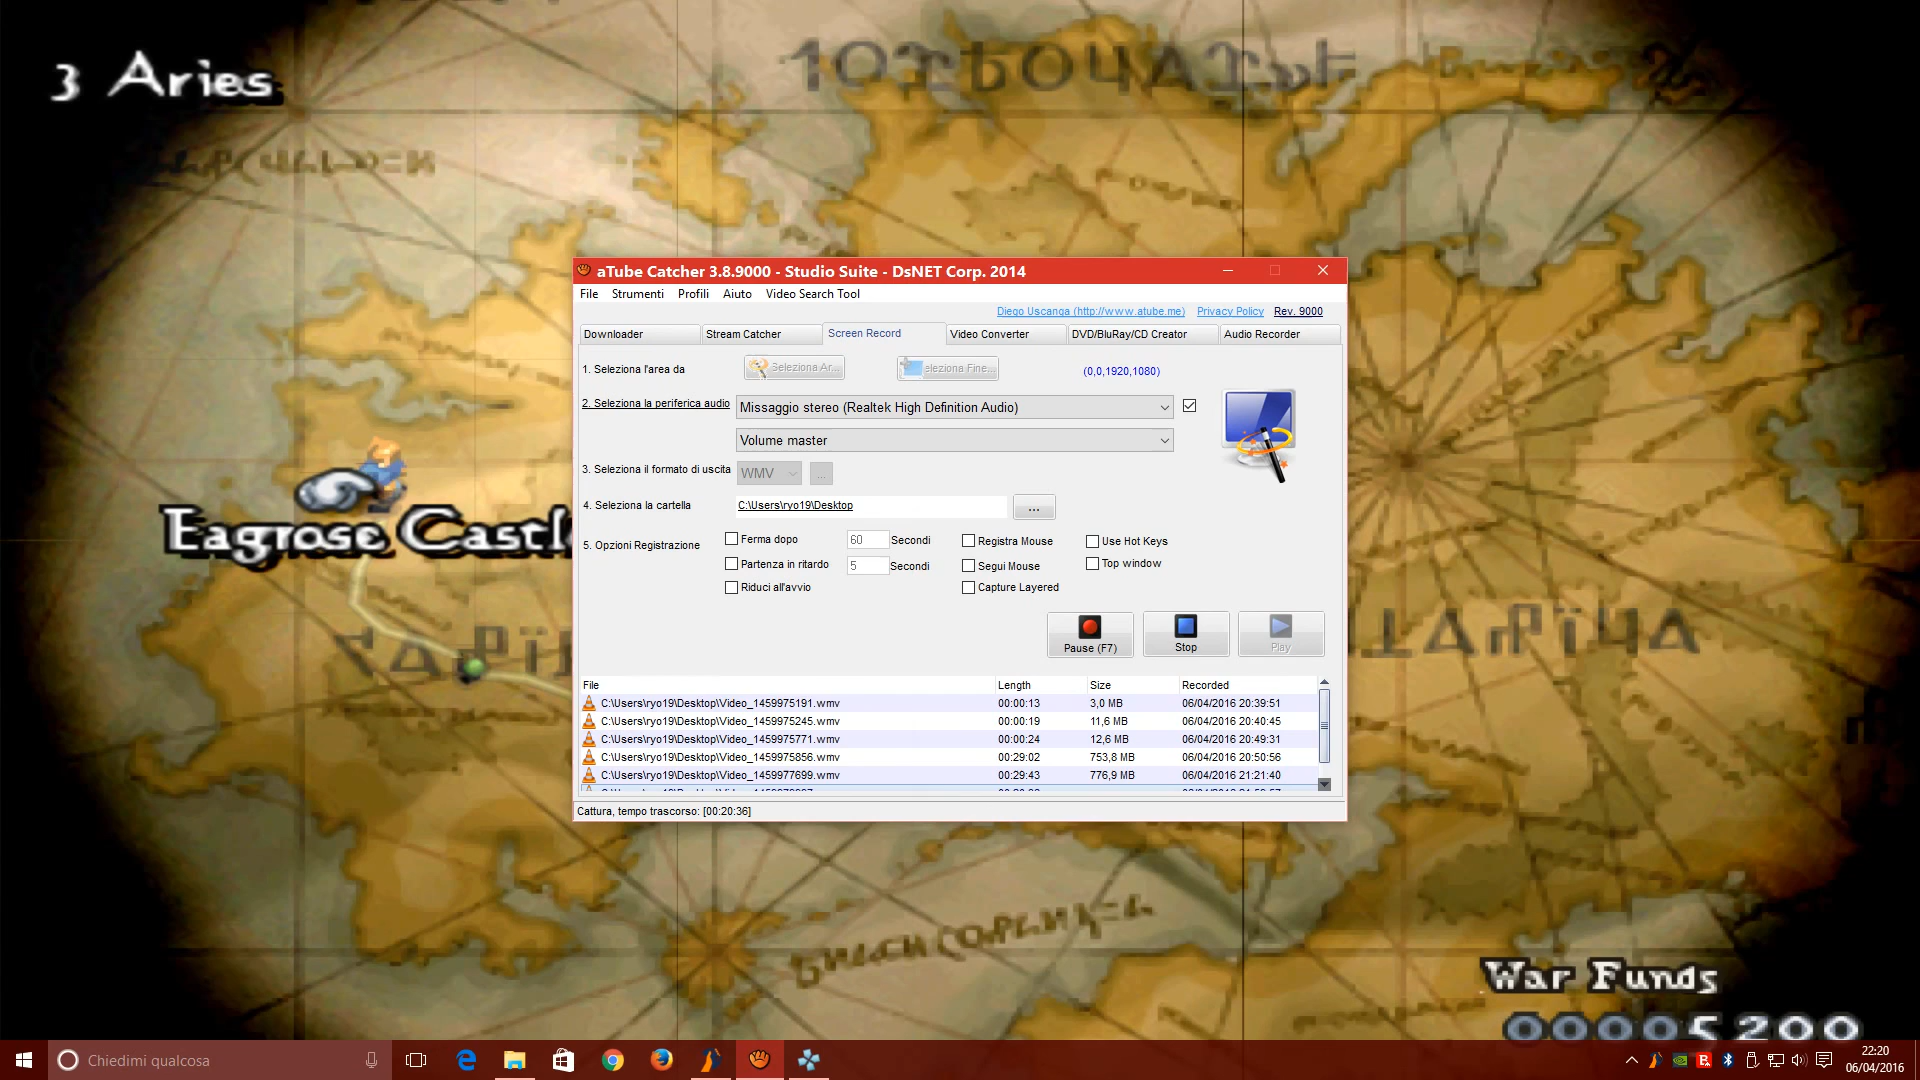 3 Aries
aTube Catcher 3.8.9000 - Studio Suite - DsNET Corp. 2014
File Strumenti Profili Aiuto Video Search Tool
Diego Uscanga (http://www.atube.me) Privacy Policy Rev. 9000
Downloader Stream Catcher Screen Record Video Converter DVD/BluRay/CD Creator Audio Recorder
1. Seleziona l'area da Seleziona Ar... eleziona Fine... (0,0,1920,1080)
2. Seleziona la periferica audio Missaggio stereo (Realtek High Definition Audio)
Volume master
3. Seleziona il formato di uscita WMV ...
4. Seleziona la cartella C:\Users\ryo19\Desktop ...
5. Opzioni Registrazione
Ferma dopo 60 Secondi Registra Mouse Use Hot Keys
Partenza in ritardo 5 Secondi Segui Mouse Top window
Riduci all'avvio Capture Layered
Pause (F7) Stop Play
File Length Size Recorded
C:\Users\ryo19\Desktop\Video_1459975191.wmv 00:00:13 3,0 MB 06/04/2016 20:39:51
C:\Users\ryo19\Desktop\Video_1459975245.wmv 00:00:19 11,6 MB 06/04/2016 20:40:45
C:\Users\ryo19\Desktop\Video_1459975771.wmv 00:00:24 12,6 MB 06/04/2016 20:49:31
C:\Users\ryo19\Desktop\Video_1459975856.wmv 00:29:02 753,8 MB 06/04/2016 20:50:56
C:\Users\ryo19\Desktop\Video_1459977699.wmv 00:29:43 776,9 MB 06/04/2016 21:21:40
Cattura, tempo trascorso: [00:20:36]
Eagrose Castl
War Funds
00005200
Chiedimi qualcosa
22:20
06/04/2016